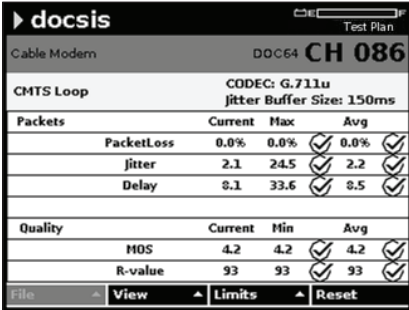 docsis
E F
Test Plan
Cable Modem DOC64 CH 086
CMTS Loop CODEC: G.711u
Jitter Buffer Size: 150ms
Packets Current Max Avg
PacketLoss 0.0% 0.0% 0.0%
Jitter 2.1 24.5 2.2
Delay 8.1 33.6 8.5
Quality Current Min Avg
MOS 4.2 4.2 4.2
R-value 93 93 93
File View Limits Reset